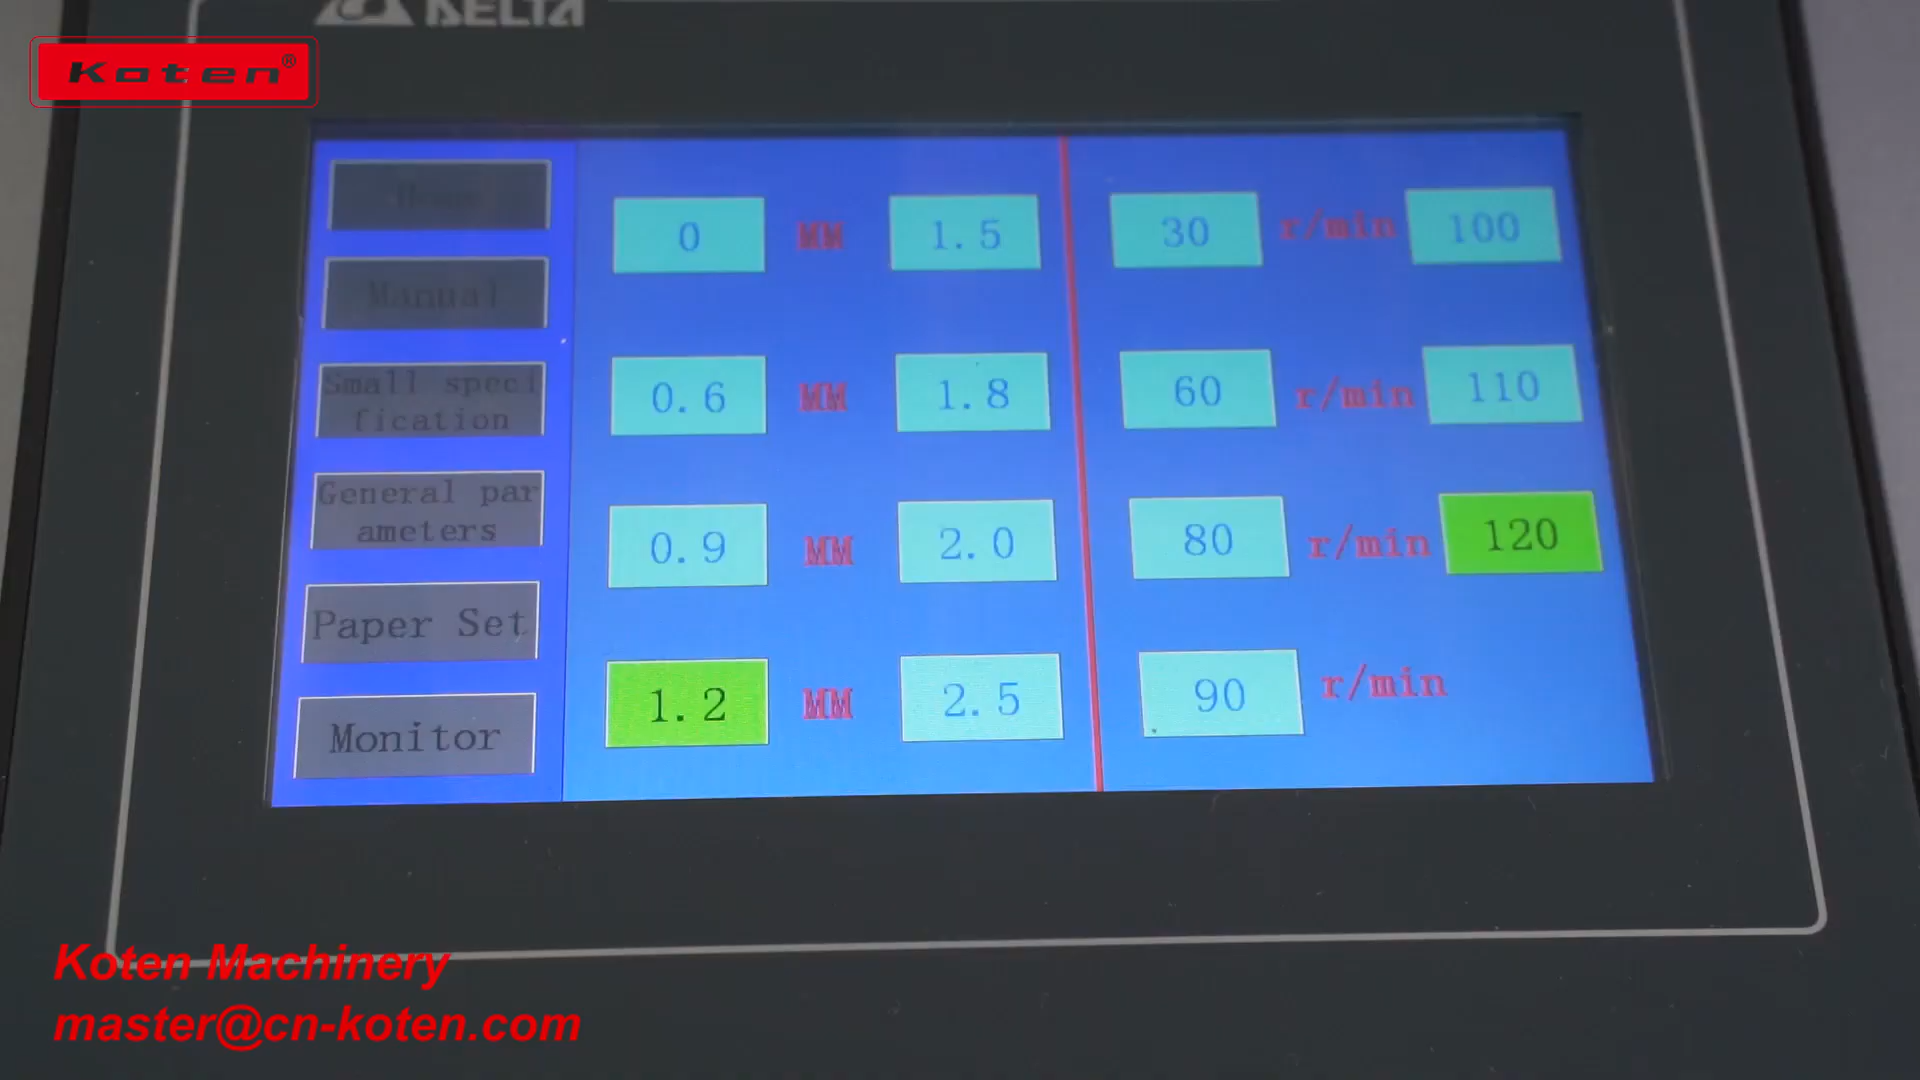 DELTA
Koten®
Home
Manual
Small speci
fication
General par
ameters
Paper Set
Monitor
0 MM 1.5 30 r/min 100
0.6 MM 1.8 60 r/min 110
0.9 MM 2.0 80 r/min 120
1.2 MM 2.5 90 r/min
Koten Machinery
master@cn-koten.com